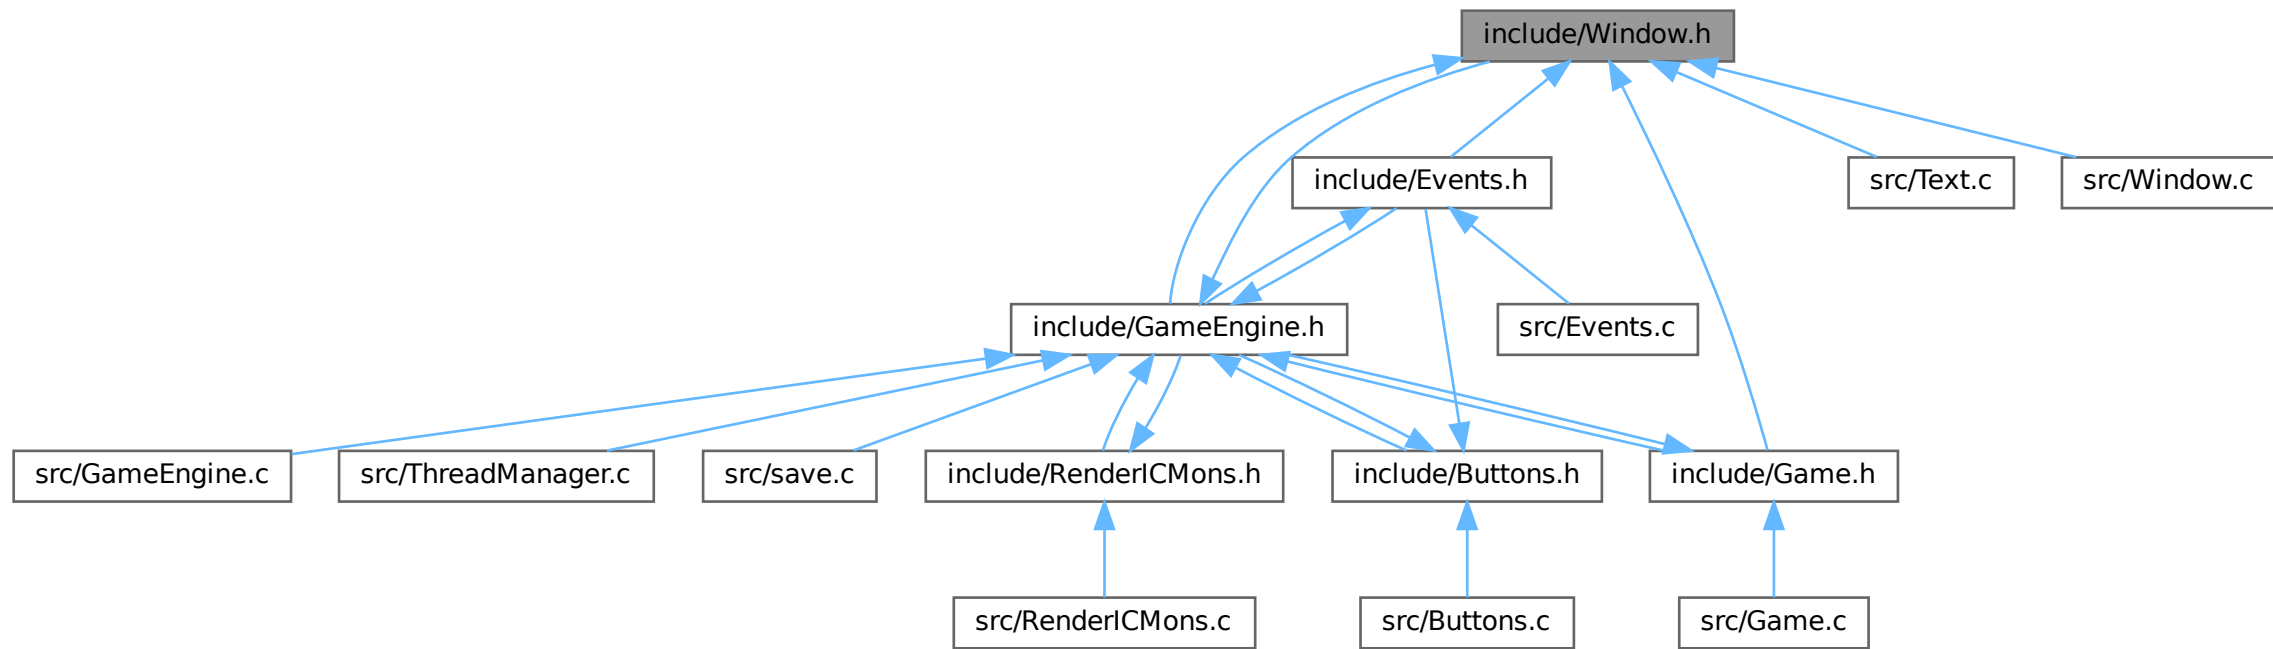 include/Window.h
include/Events.h
src/Text.c
src/Window.c
include/GameEngine.h
src/Events.c
src/GameEngine.c
src/ThreadManager.c
src/save.c
include/RenderICMons.h
include/Buttons.h
include/Game.h
src/RenderICMons.c
src/Buttons.c
src/Game.c